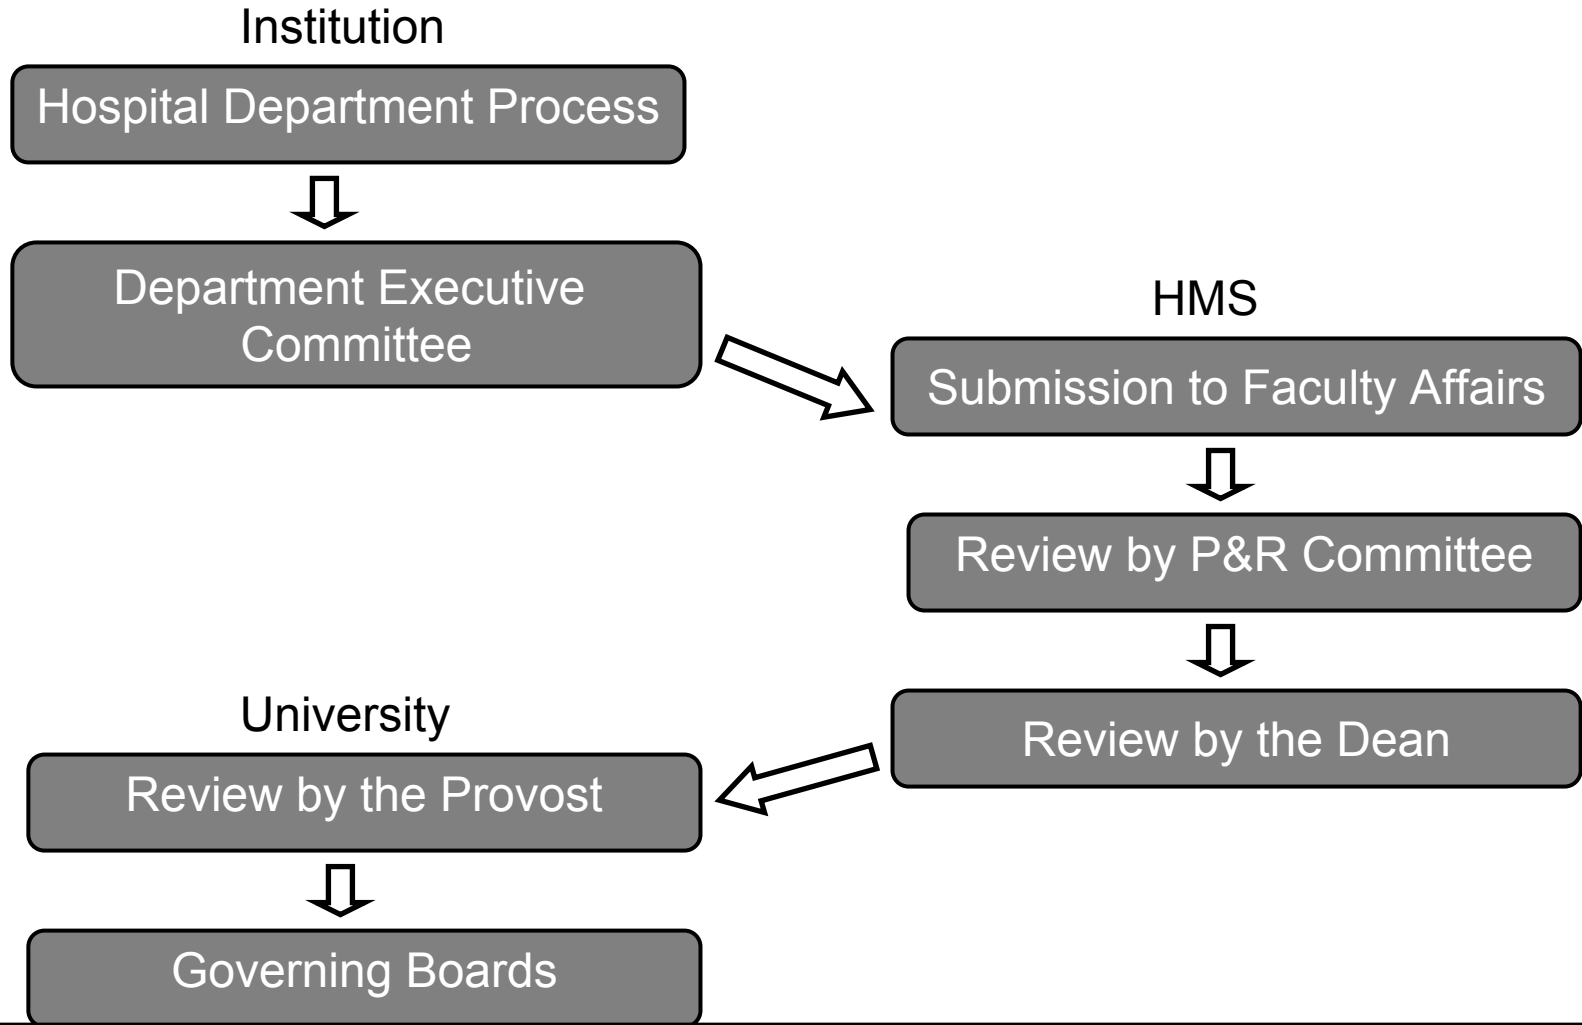 Institution
Hospital Department Process
Department Executive
Committee
HMS
Submission to Faculty Affairs
Review by P&R Committee
Review by the Dean
University
Review by the Provost
Governing Boards